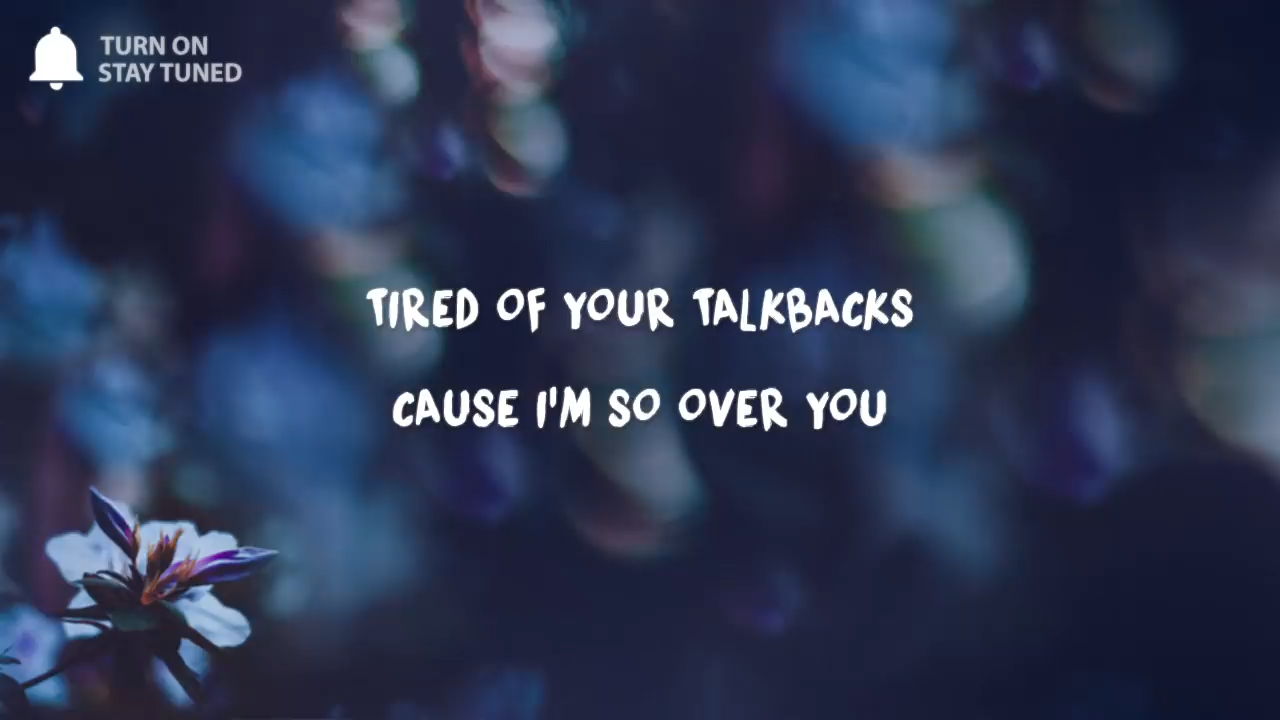 TURN ON
STAY TUNED
TIRED OF YOUR TALKBACKS
CAUSE I'M SO OVER YOU